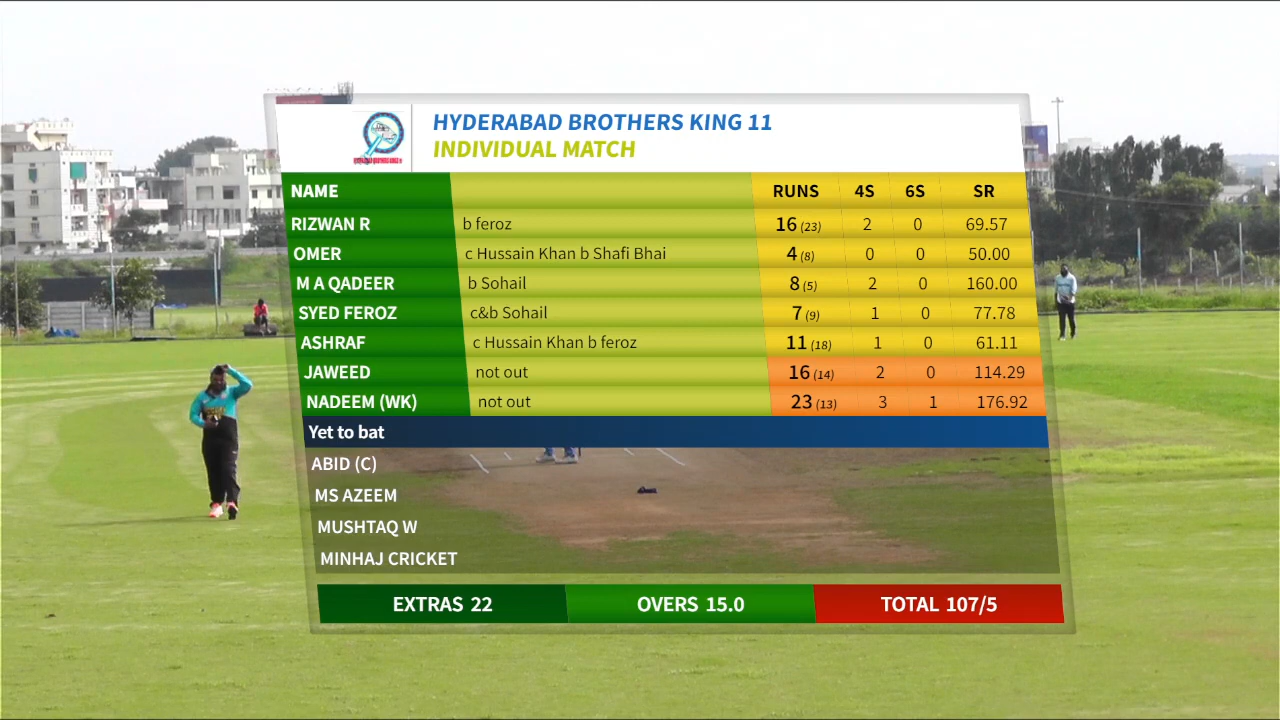 HYDERABAD BROTHERS KING 11
INDIVIDUAL MATCH
NAME RUNS 4S 6S SR
RIZWAN R b feroz 16 (23) 2 0 69.57
OMER c Hussain Khan b Shafi Bhai 4 (8) 0 0 50.00
M A QADEER b Sohail 8 (5) 2 0 160.00
SYED FEROZ c&b Sohail 7 (9) 1 0 77.78
ASHRAF c Hussain Khan b feroz 11 (18) 1 0 61.11
JAWEED not out 16 (14) 2 0 114.29
NADEEM (WK) not out 23 (13) 3 1 176.92
Yet to bat
ABID (C)
MS AZEEM
MUSHTAQ W
MINHAJ CRICKET
EXTRAS 22 OVERS 15.0 TOTAL 107/5